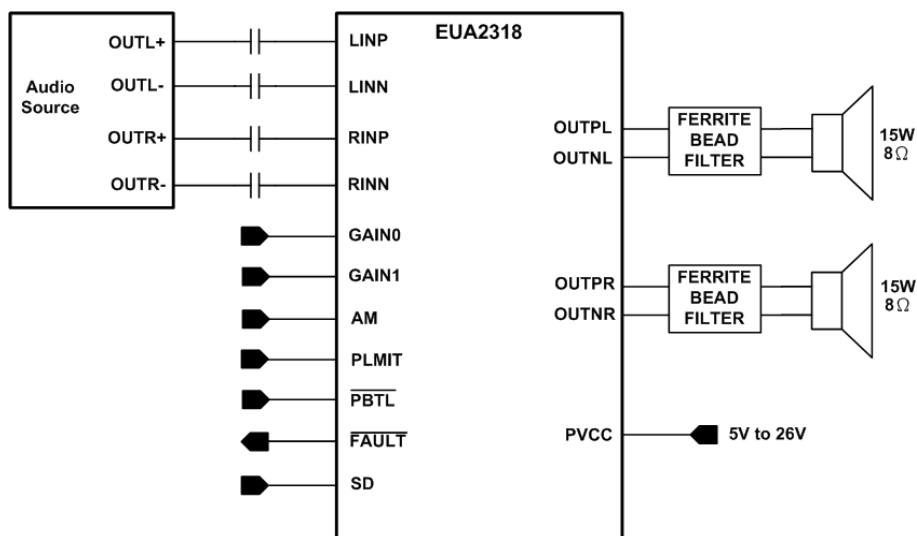 EUA2318
Audio
Source
OUTL+
OUTL-
OUTR+
OUTR-
LINP
LINN
RINP
RINN
GAIN0
GAIN1
AM
PLMIT
PBTL
FAULT
SD
OUTPL
OUTNL
FERRITE
BEAD
FILTER
15W
8Ω
OUTPR
OUTNR
FERRITE
BEAD
FILTER
15W
8Ω
PVCC
5V to 26V